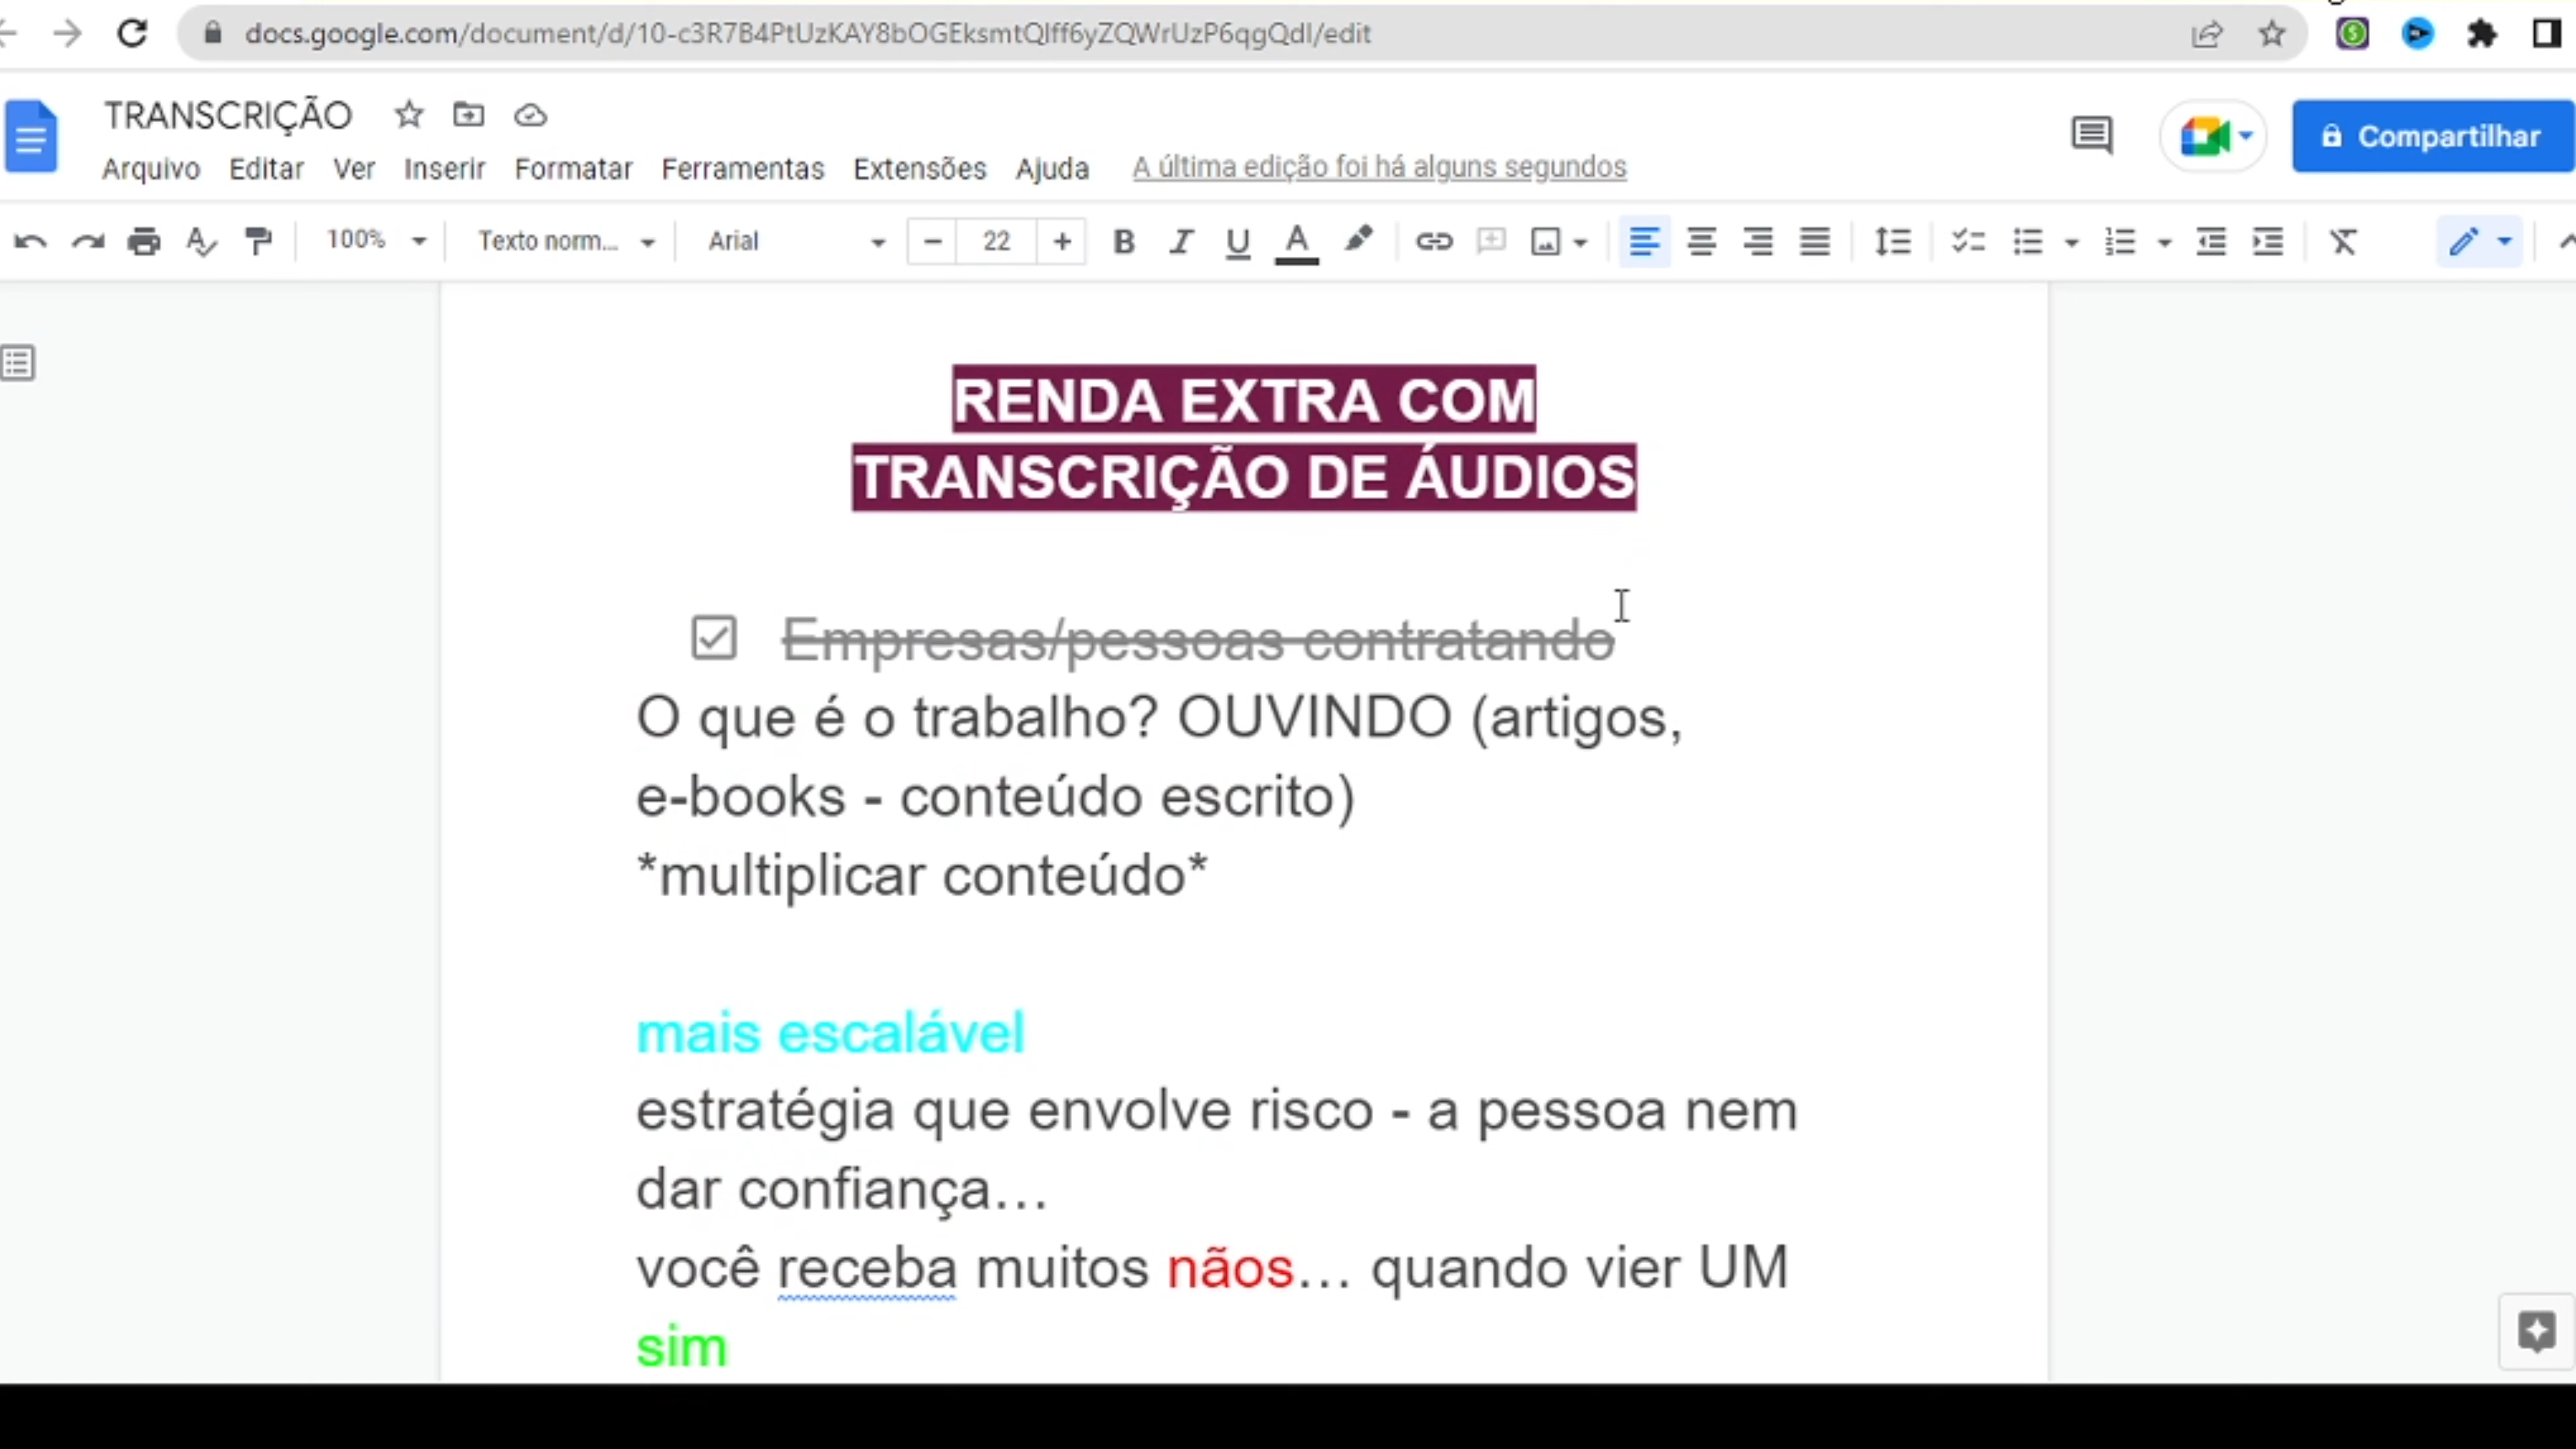 docs.google.com/document/d/10-c3R7B4PtUzKAY8bOGEksmtQIff6yZQWrUzP6qgQdI/edit
TRANSCRIÇÃO
Compartilhar
Arquivo Editar Ver Inserir Formatar Ferramentas Extensões Ajuda A última edição foi há alguns segundos
100% Texto norm... Arial 22
RENDA EXTRA COM
TRANSCRIÇÃO DE ÁUDIOS
Empresas/pessoas contratando
O que é o trabalho? OUVINDO (artigos,
e-books - conteúdo escrito)
*multiplicar conteúdo*
mais escalável
estratégia que envolve risco - a pessoa nem
dar confiança…
você receba muitos nãos… quando vier UM
sim